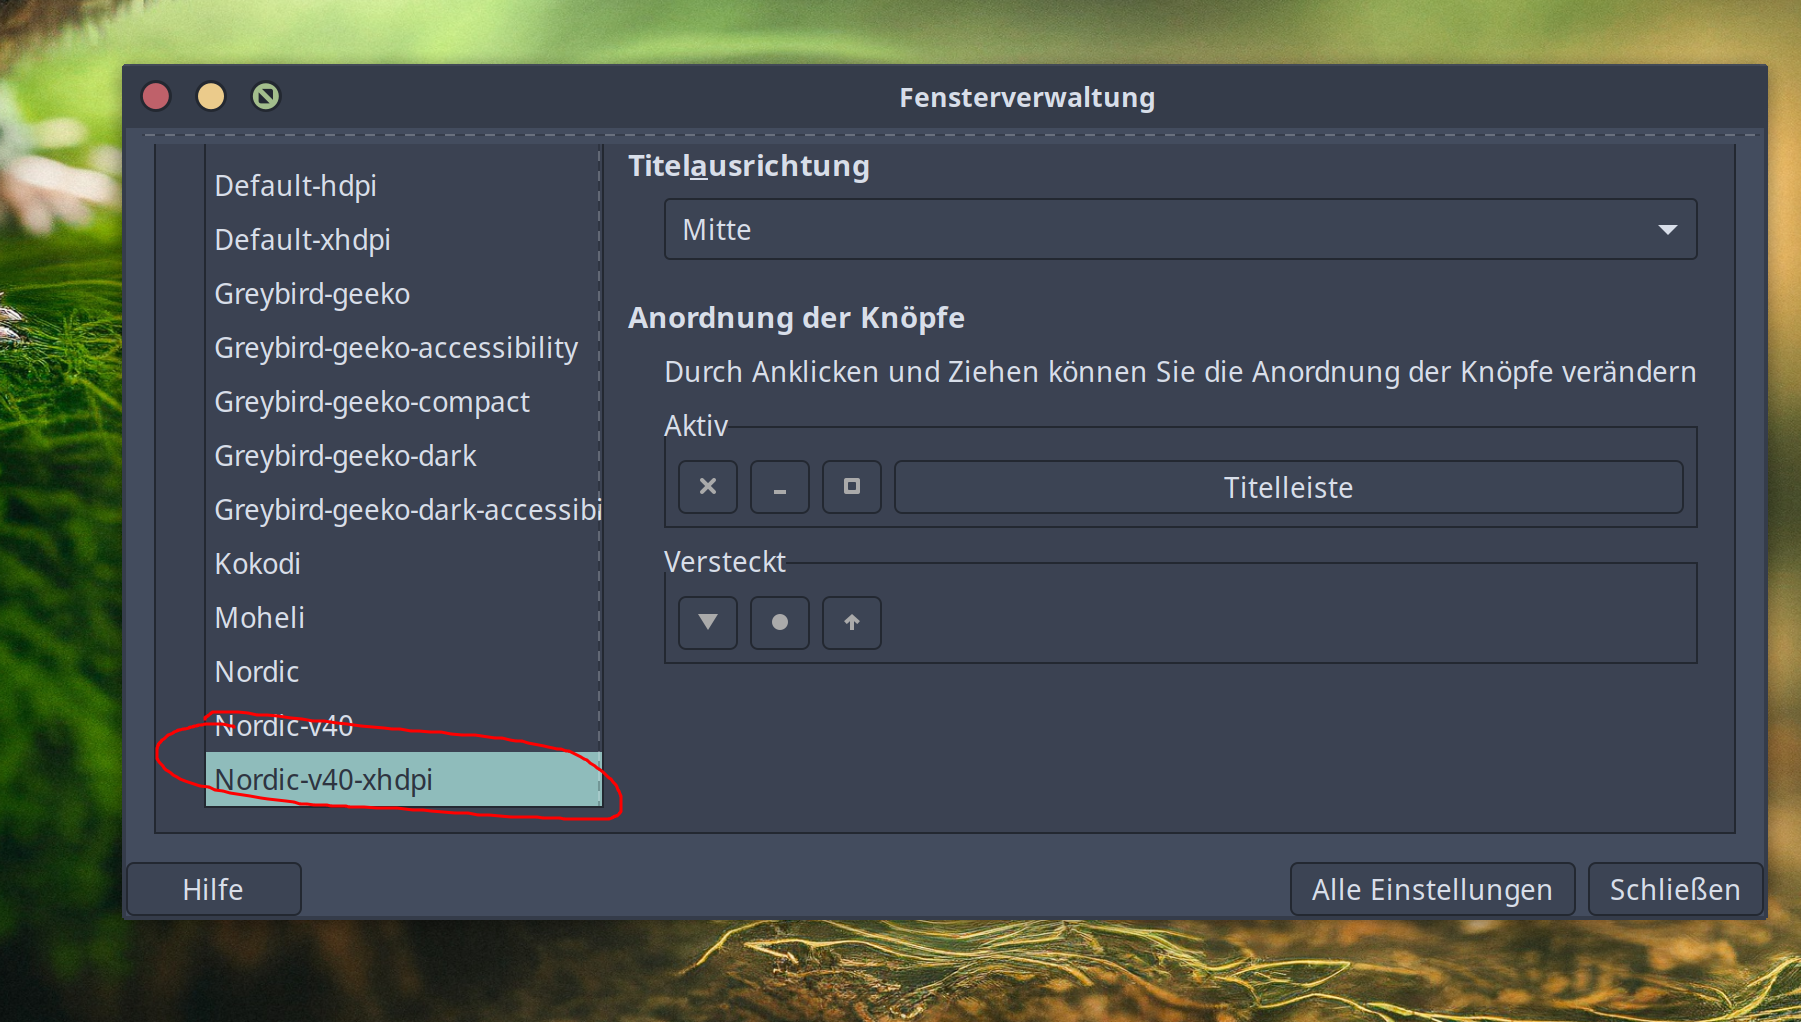 Fensterverwaltung
Default-hdpi
Default-xhdpi
Greybird-geeko
Greybird-geeko-accessibility
Greybird-geeko-compact
Greybird-geeko-dark
Greybird-geeko-dark-accessibi
Kokodi
Moheli
Nordic
Nordic-v40
Nordic-v40-xhdpi
Titelausrichtung
Mitte
Anordnung der Knöpfe
Durch Anklicken und Ziehen können Sie die Anordnung der Knöpfe verändern
Aktiv
Titelleiste
Versteckt
Hilfe
Alle Einstellungen
Schließen